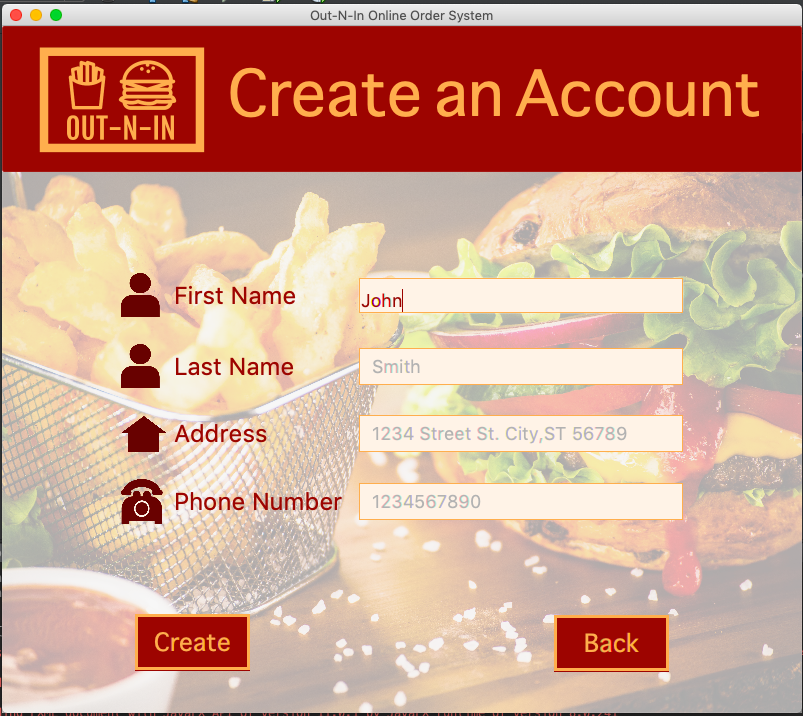 Out-N-In Online Order System
OUT-N-IN
Create an Account
First Name
John
Last Name
Smith
Address
1234 Street St. City,ST 56789
Phone Number
1234567890
Create
Back